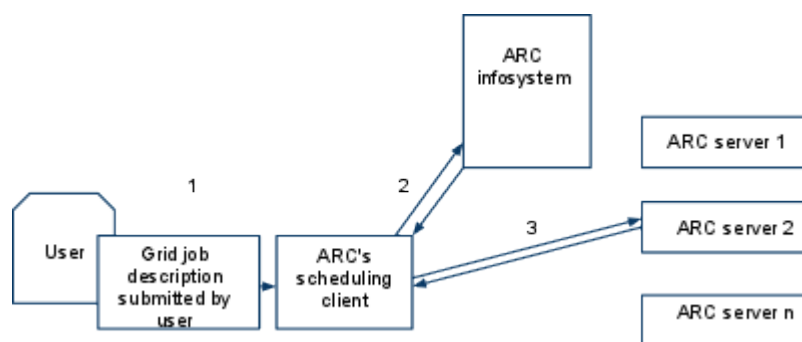 ARC
infosystem
ARC server 1
1
2
User
Grid job
description
submitted by
user
ARC's
scheduling
client
3
ARC server 2
ARC server n